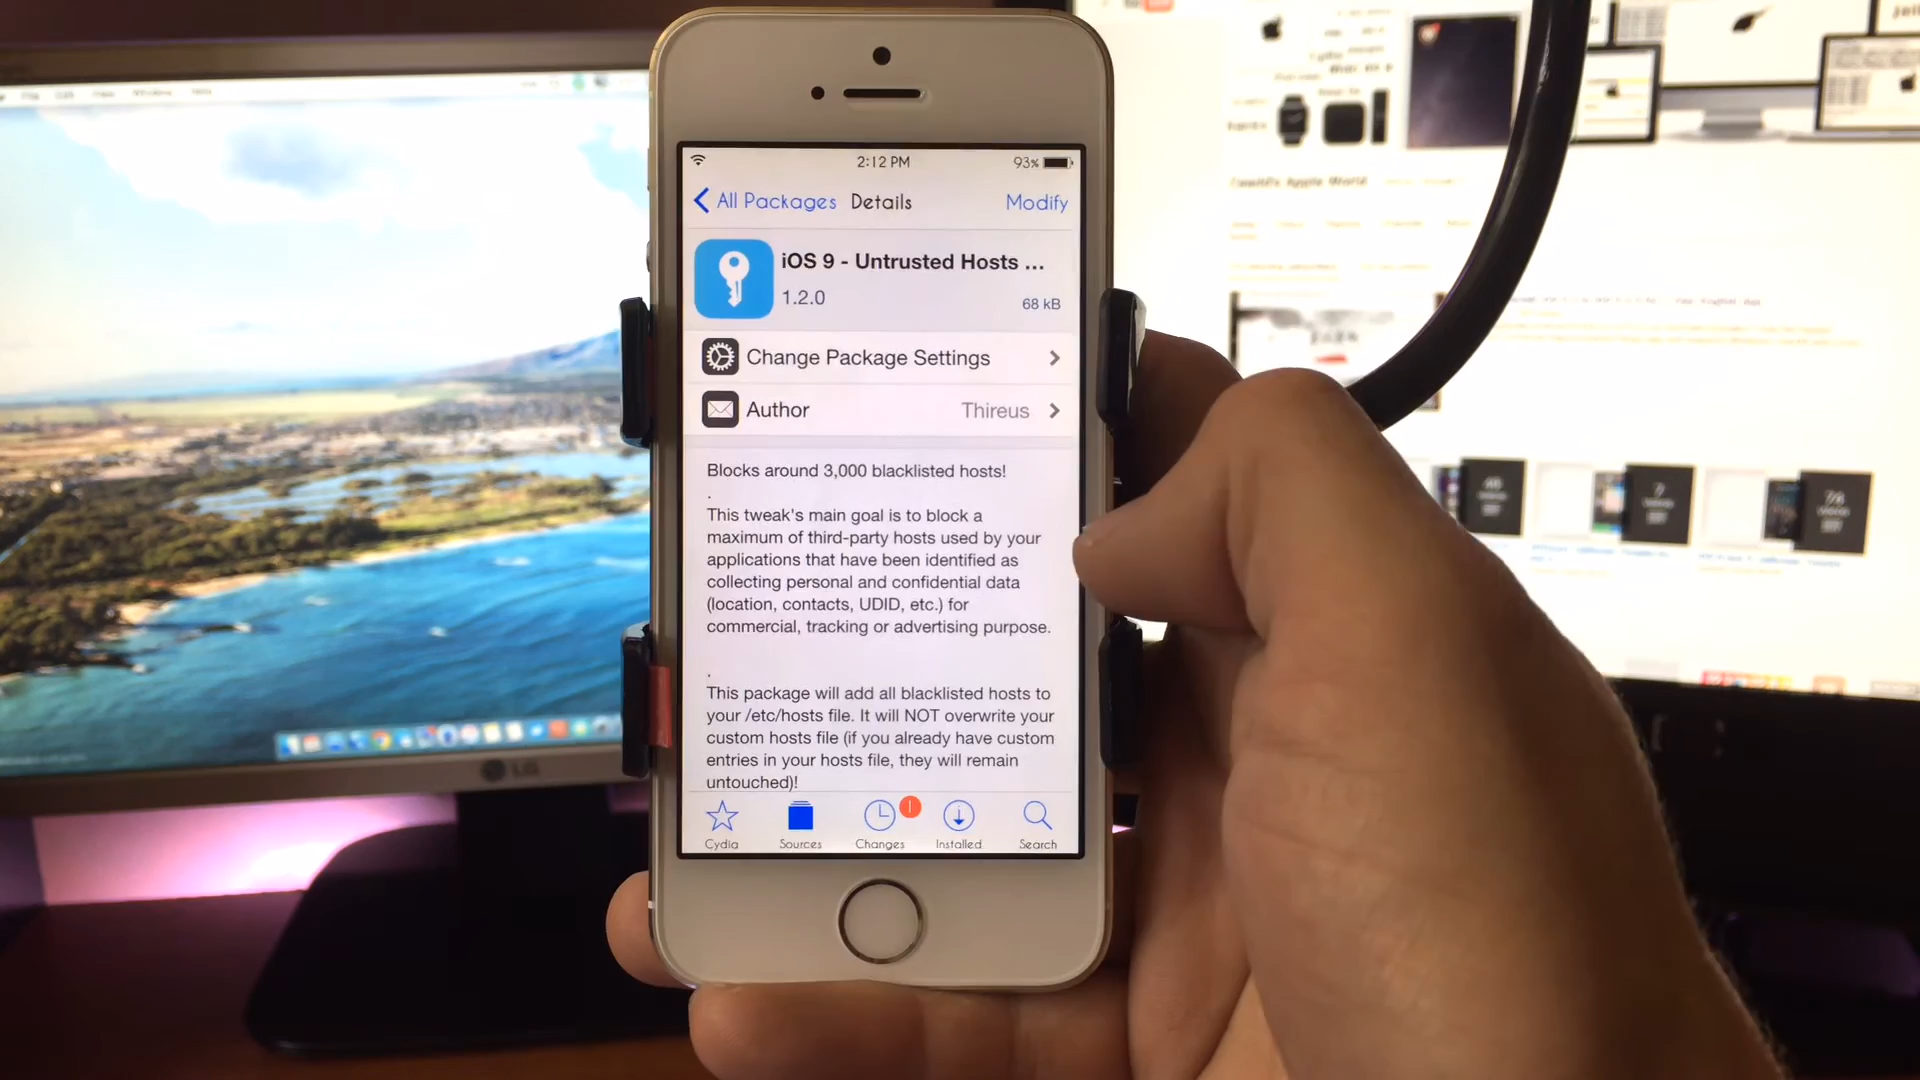 2:12 PM
93%
All Packages
Details
Modify
iOS 9 - Untrusted Hosts ...
1.2.0
68 kB
Change Package Settings
Author
Thireus
Blocks around 3,000 blacklisted hosts!
.
This tweak's main goal is to block a
maximum of third-party hosts used by your
applications that have been identified as
collecting personal and confidential data
(location, contacts, UDID, etc.) for
commercial, tracking or advertising purpose.
.
This package will add all blacklisted hosts to
your /etc/hosts file. It will NOT overwrite your
custom hosts file (if you already have custom
entries in your hosts file, they will remain
untouched)!
Cydia
Sources
Changes
Installed
Search
LG